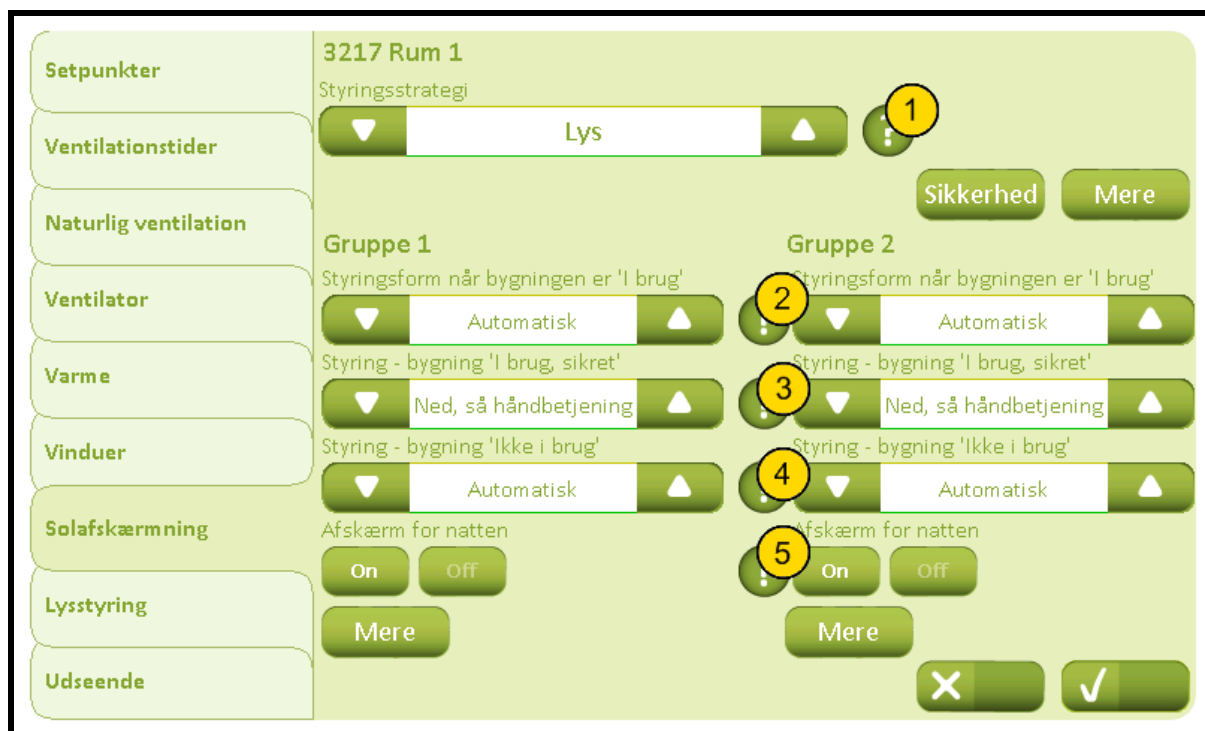 Setpunkter
Ventilationstider
Naturlig ventilation
Ventilator
Varme
Vinduer
Solafskærmning
Lysstyring
Udseende
3217 Rum 1
Styringsstrategi
Lys
?
1
Sikkerhed
Mere
Gruppe 1
Styringsform når bygningen er 'I brug'
Automatisk
2
Styring - bygning 'I brug, sikret'
Ned, så håndbetjening
3
Styring - bygning 'Ikke i brug'
Automatisk
4
Afskærm for natten
On
Off
5
Mere
Gruppe 2
Styringsform når bygningen er 'I brug'
Automatisk
Styring - bygning 'I brug, sikret'
Ned, så håndbetjening
Styring - bygning 'Ikke i brug'
Automatisk
Afskærm for natten
On
Off
Mere